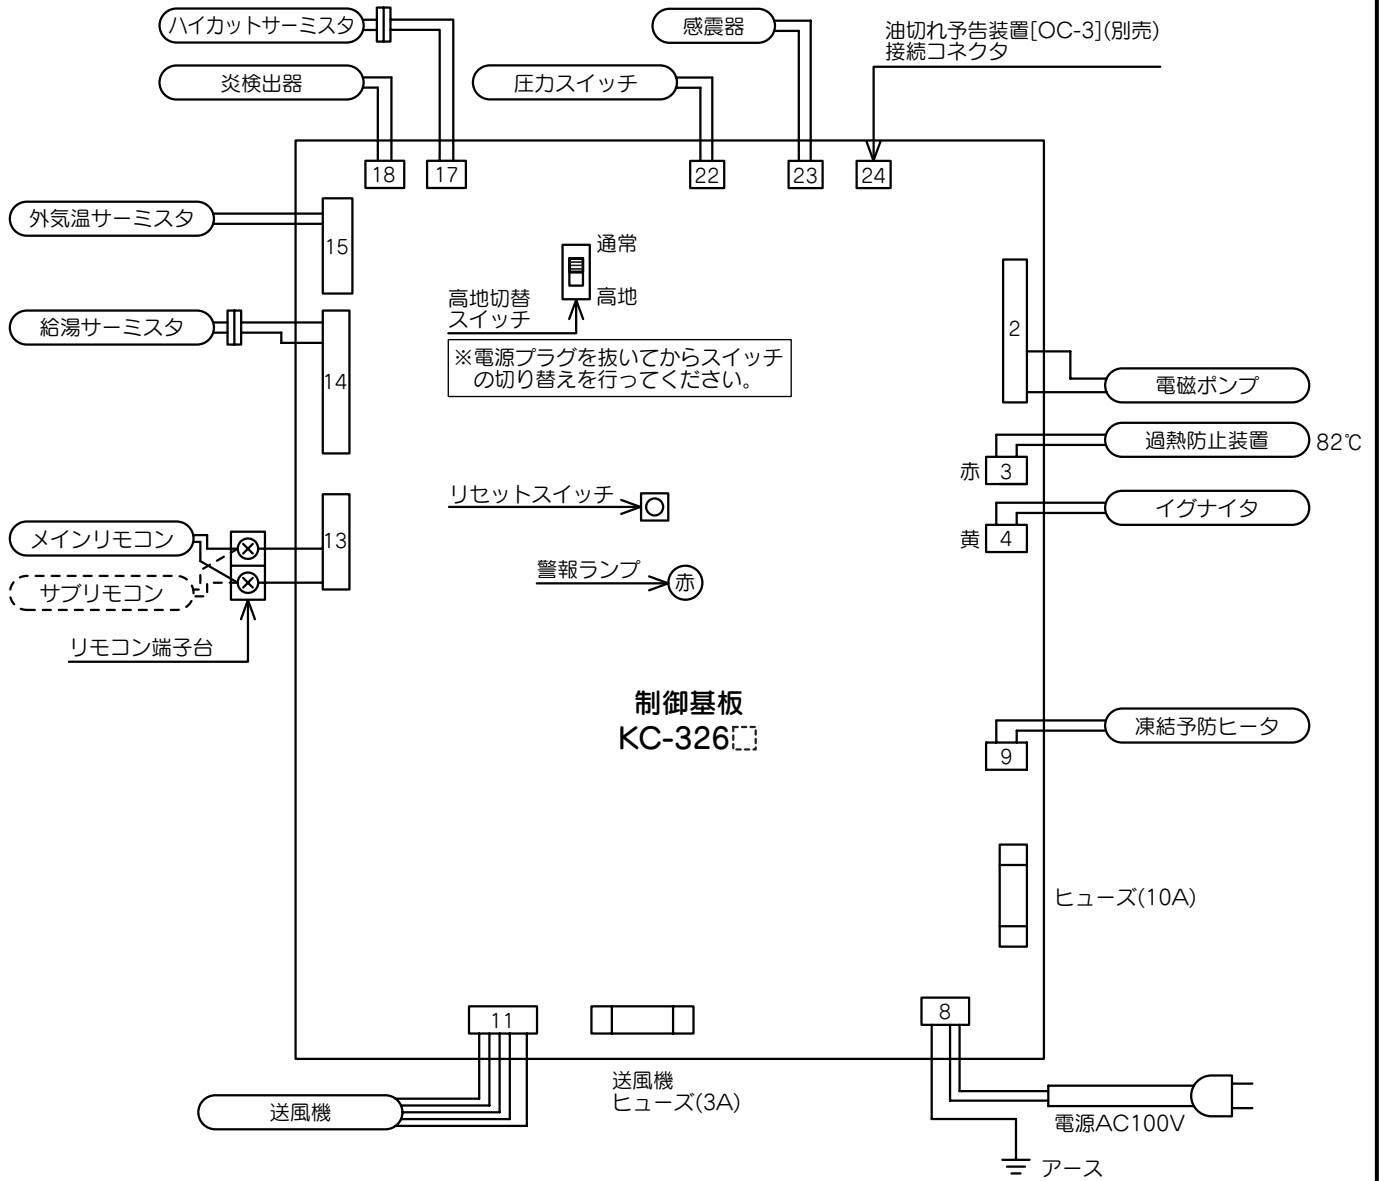 ハイカットサーミスタ
感震器
油切れ予告装置[OC-3](別売)
接続コネクタ
炎検出器
圧力スイッチ
18
17
22
23
24
外気温サーミスタ
15
通常
高地
高地切替
スイッチ
※電源プラグを抜いてからスイッチ
の切り替えを行ってください。
給湯サーミスタ
14
2
電磁ポンプ
過熱防止装置
82℃
赤
3
イグナイタ
黄
4
リセットスイッチ
メインリモコン
13
サブリモコン
警報ランプ
赤
リモコン端子台
制御基板
KC-326
凍結予防ヒータ
9
ヒューズ(10A)
11
8
送風機
ヒューズ(3A)
送風機
電源AC100V
アース